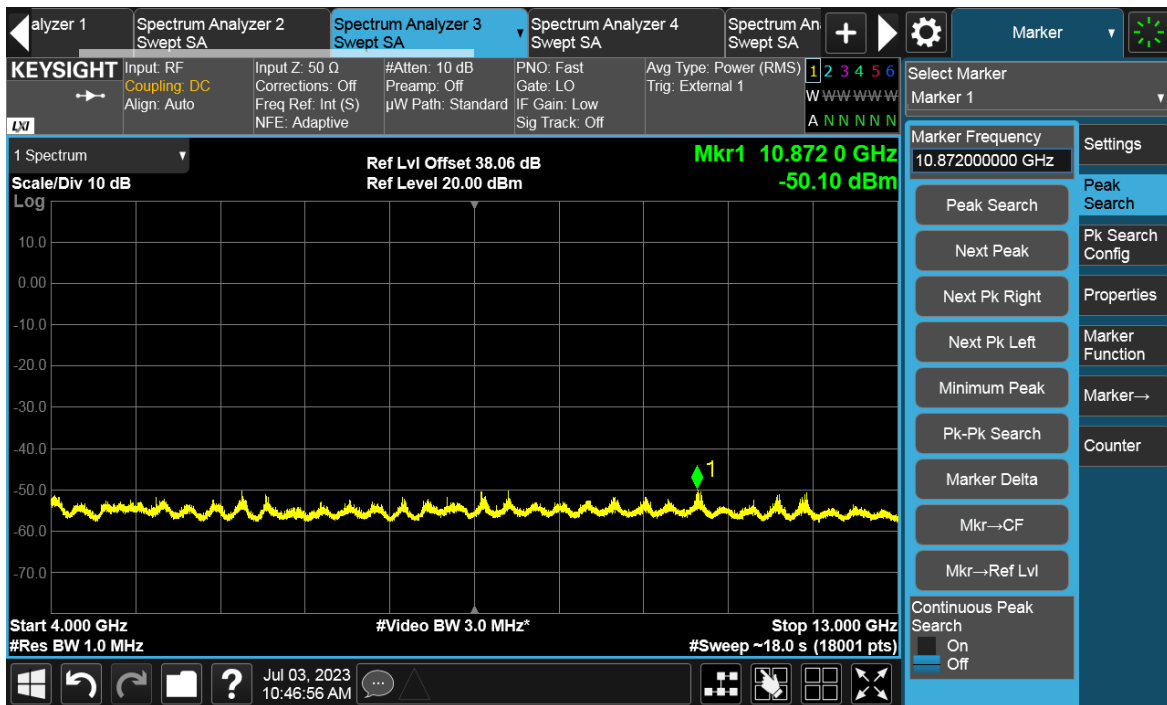 alyzer 1
Spectrum Analyzer 2
Swept SA
Spectrum Analyzer 3
Swept SA
Spectrum Analyzer 4
Swept SA
Spectrum An
Swept SA
Marker
KEYSIGHT
LXI
Input: RF
Coupling: DC
Align: Auto
Input Z: 50 Ω
Corrections: Off
Freq Ref: Int (S)
NFE: Adaptive
#Atten: 10 dB
Preamp: Off
µW Path: Standard
PNO: Fast
Gate: LO
IF Gain: Low
Sig Track: Off
Avg Type: Power (RMS)
Trig: External 1
1 2 3 4 5 6
W W W W W W
A N N N N N
Select Marker
Marker 1
1 Spectrum
Scale/Div 10 dB
Log
Ref Lvl Offset 38.06 dB
Ref Level 20.00 dBm
Mkr1 10.872 0 GHz
-50.10 dBm
10.0
0.00
-10.0
-20.0
-30.0
-40.0
-50.0
-60.0
-70.0
1
Start 4.000 GHz
#Res BW 1.0 MHz
#Video BW 3.0 MHz*
Stop 13.000 GHz
#Sweep ~18.0 s (18001 pts)
Marker Frequency
10.872000000 GHz
Peak Search
Next Peak
Next Pk Right
Next Pk Left
Minimum Peak
Pk-Pk Search
Marker Delta
Mkr→CF
Mkr→Ref Lvl
Continuous Peak
Search
On
Off
Settings
Peak
Search
Pk Search
Config
Properties
Marker
Function
Marker→
Counter
?
Jul 03, 2023
10:46:56 AM